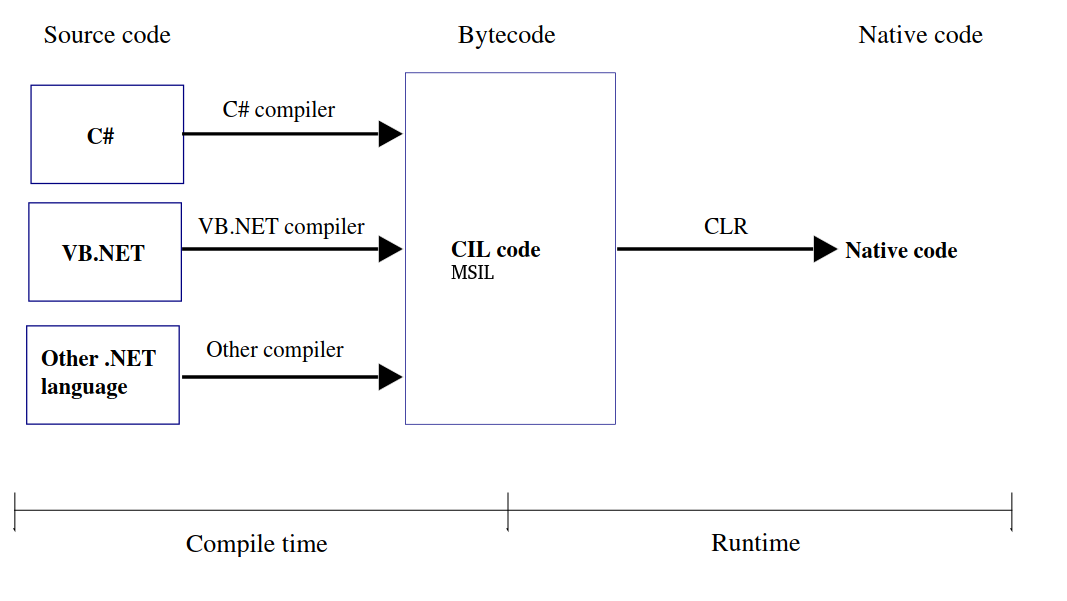 Source code
Bytecode
Native code
C#
C# compiler
VB.NET
VB.NET compiler
Other .NET
language
Other compiler
CIL code
MSIL
CLR
Native code
Compile time
Runtime